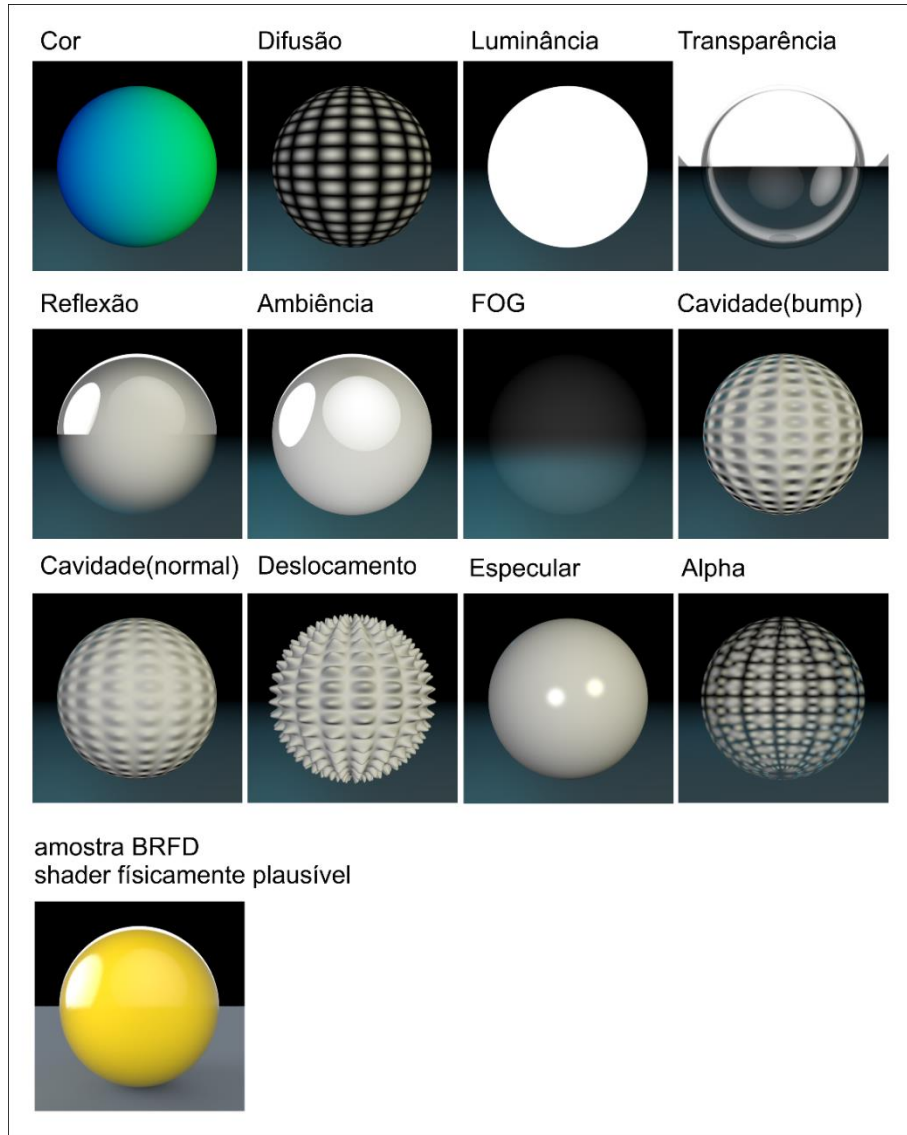 Cor
Difusão
Luminância
Transparência
Reflexão
Ambiência
FOG
Cavidade(bump)
Cavidade(normal)
Deslocamento
Especular
Alpha
amostra BRFD
shader físicamente plausível